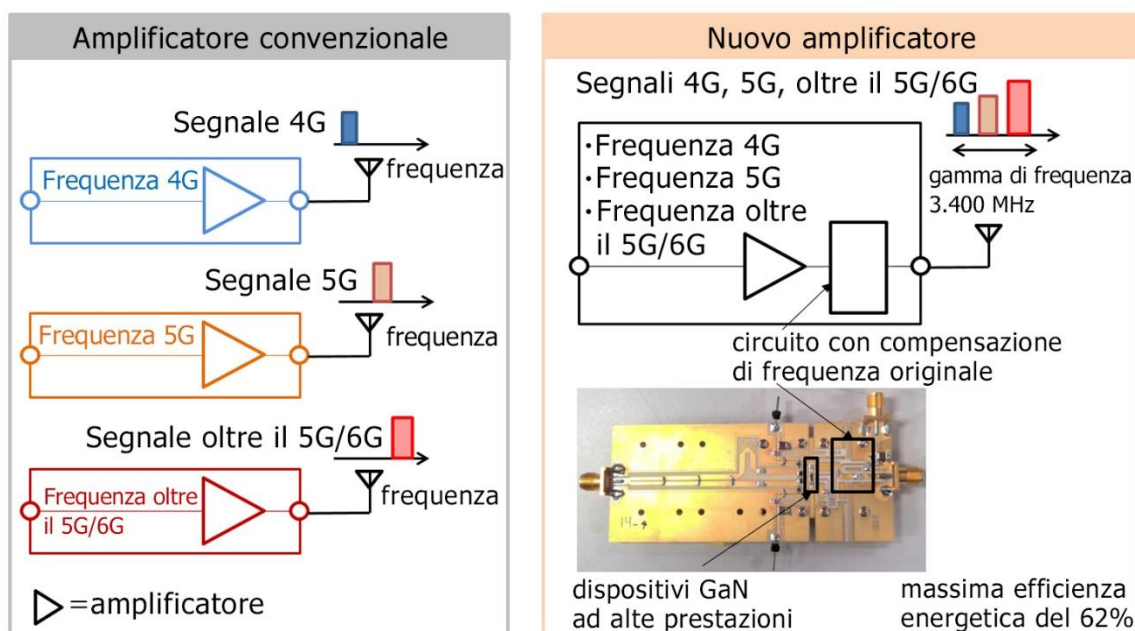 Amplificatore convenzionale
Segnale 4G
frequenza
Frequenza 4G
Segnale 5G
frequenza
Frequenza 5G
Segnale oltre il 5G/6G
frequenza
Frequenza oltre
il 5G/6G
=amplificatore
Nuovo amplificatore
Segnali 4G, 5G, oltre il 5G/6G
·Frequenza 4G
·Frequenza 5G
·Frequenza oltre
il 5G/6G
gamma di frequenza
3.400 MHz
circuito con compensazione
di frequenza originale
dispositivi GaN
ad alte prestazioni
massima efficienza
energetica del 62%